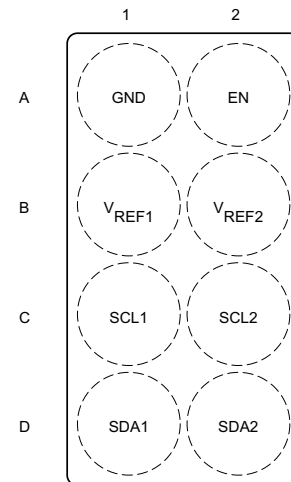 1 2
A GND EN
B VREF1 VREF2
C SCL1 SCL2
D SDA1 SDA2